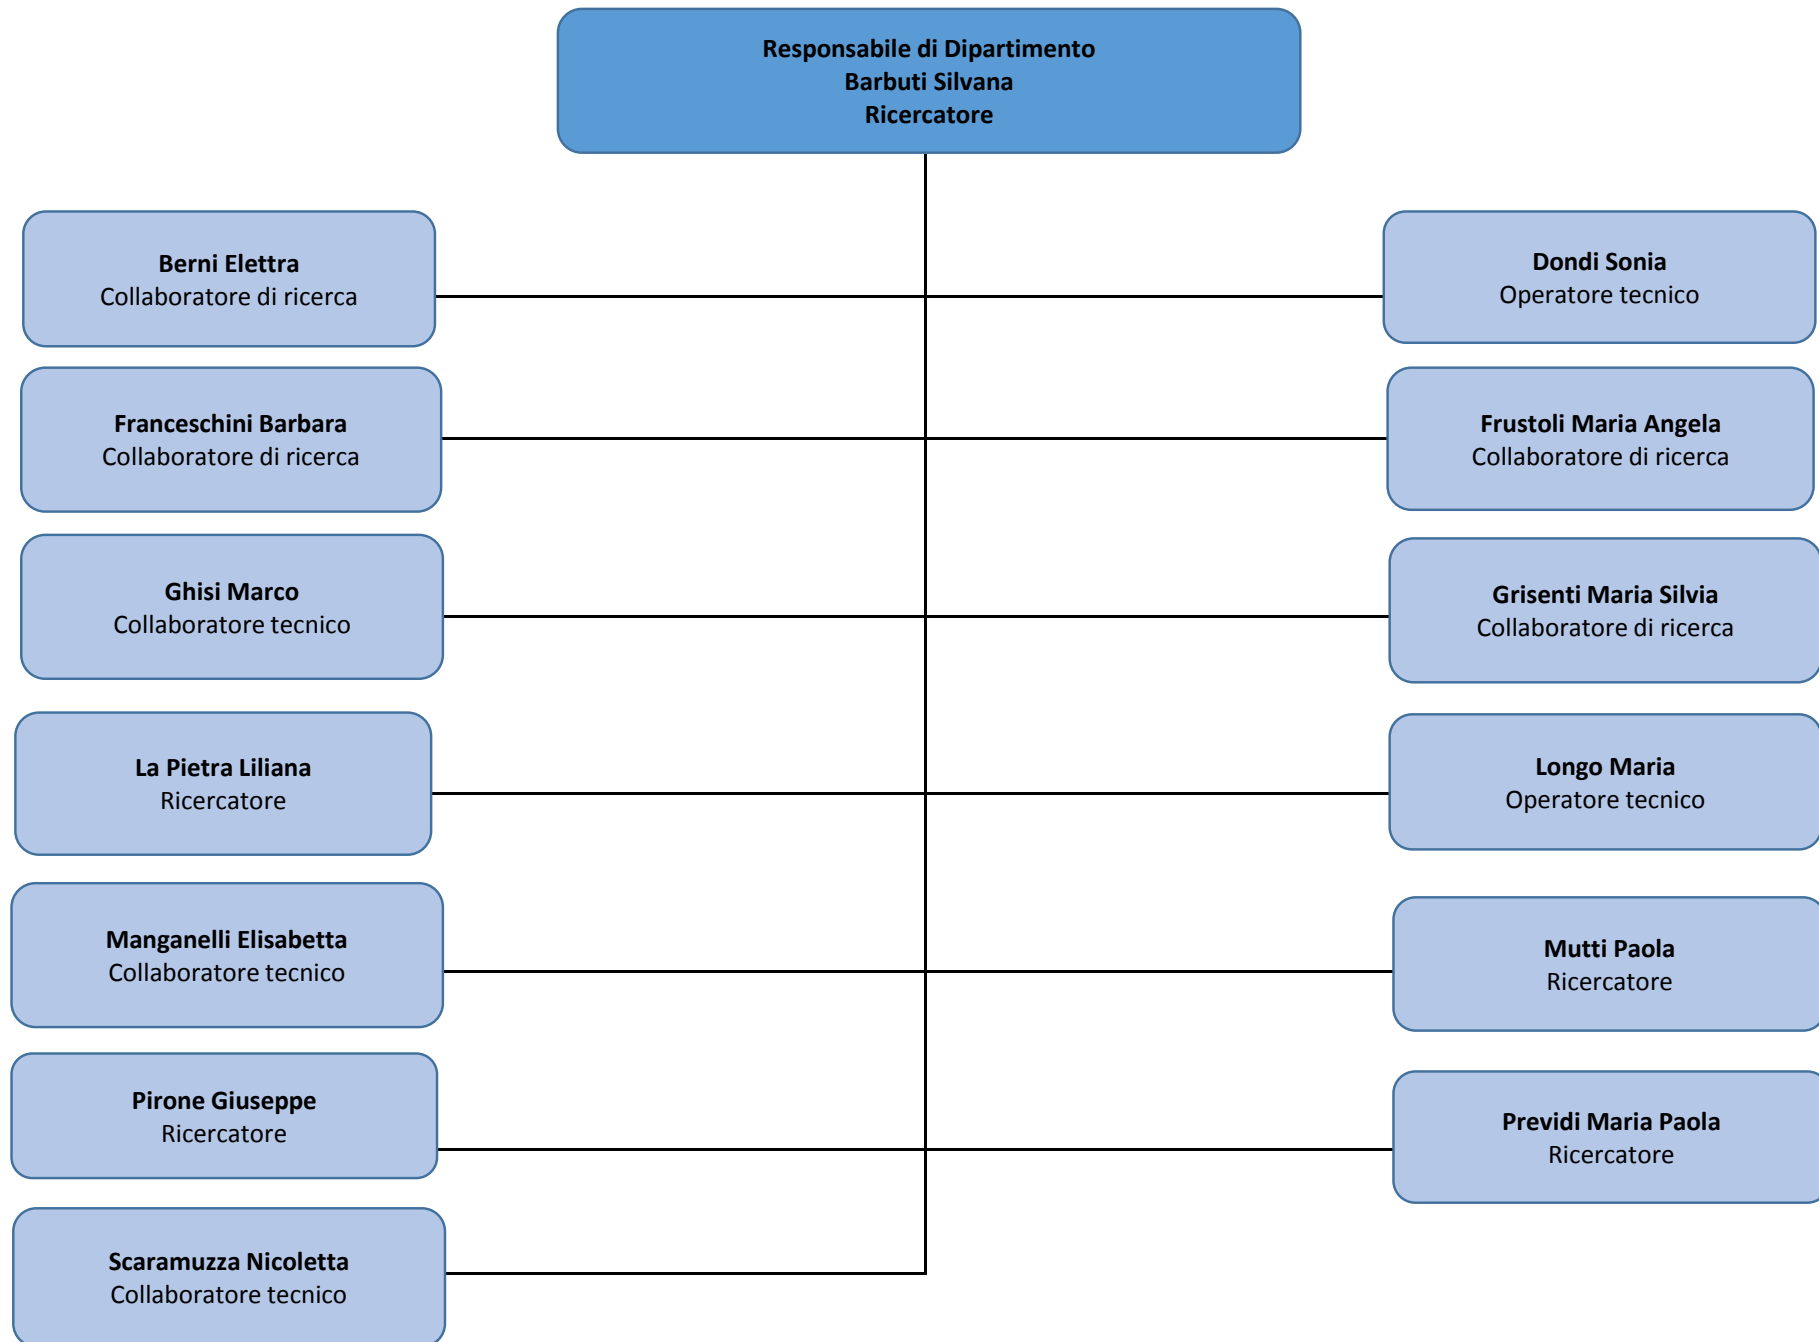 Responsabile di Dipartimento
Barbuti Silvana
Ricercatore
Berni Elettra
Collaboratore di ricerca
Dondi Sonia
Operatore tecnico
Franceschini Barbara
Collaboratore di ricerca
Frustoli Maria Angela
Collaboratore di ricerca
Ghisi Marco
Collaboratore tecnico
Grisenti Maria Silvia
Collaboratore di ricerca
La Pietra Liliana
Ricercatore
Longo Maria
Operatore tecnico
Manganelli Elisabetta
Collaboratore tecnico
Mutti Paola
Ricercatore
Pirone Giuseppe
Ricercatore
Previdi Maria Paola
Ricercatore
Scaramuzza Nicoletta
Collaboratore tecnico